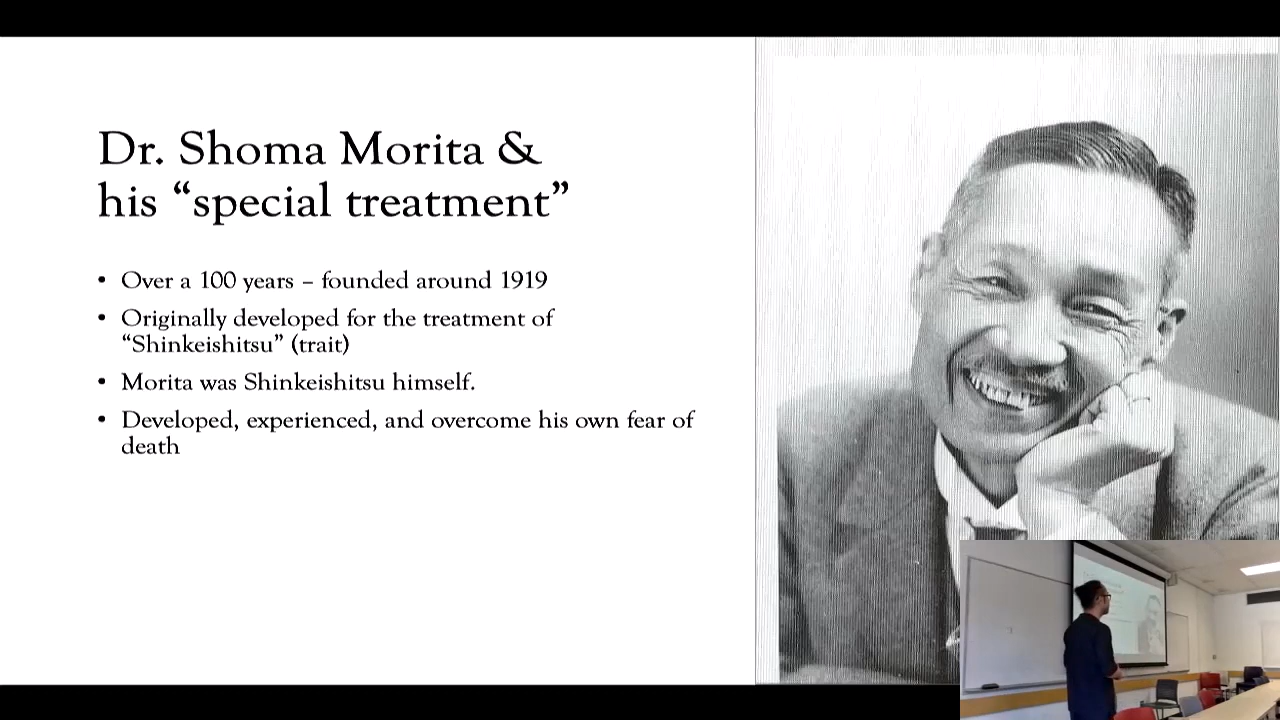 Dr. Shoma Morita &
his “special treatment”
• Over a 100 years – founded around 1919
• Originally developed for the treatment of
“Shinkeishitsu” (trait)
• Morita was Shinkeishitsu himself.
• Developed, experienced, and overcome his own fear of
death